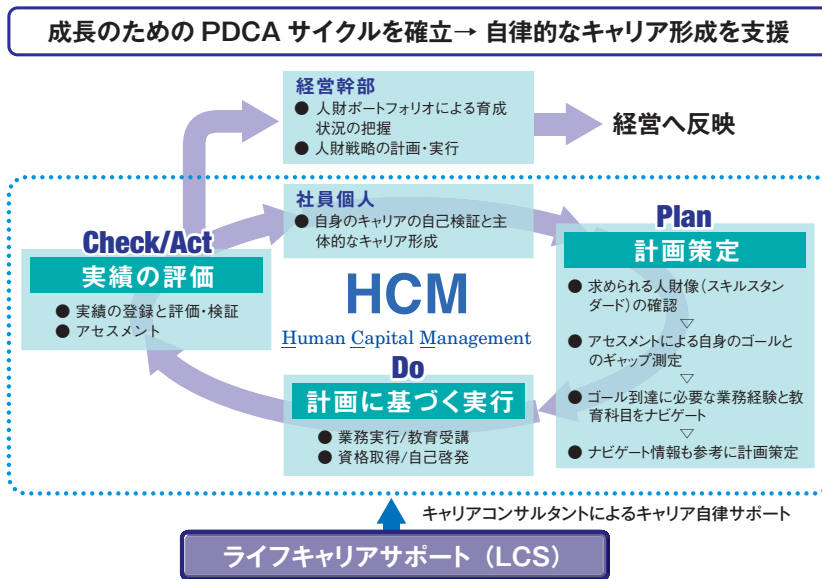 成長のための PDCA サイクルを確立→ 自律的なキャリア形成を支援
経営幹部
● 人財ポートフォリオによる育成
状況の把握
● 人財戦略の計画・実行
経営へ反映
社員個人
● 自身のキャリアの自己検証と主
体的なキャリア形成
Check/Act
実績の評価
● 実績の登録と評価・検証
● アセスメント
HCM
Human Capital Management
Plan
計画策定
● 求められる人財像（スキルスタン
ダード）の確認
▽
● アセスメントによる自身のゴールと
のギャップ測定
▽
● ゴール到達に必要な業務経験と教
育科目をナビゲート
▽
● ナビゲート情報も参考に計画策定
Do
計画に基づく実行
● 業務実行/教育受講
● 資格取得/自己啓発
キャリアコンサルタントによるキャリア自律サポート
ライフキャリアサポート（LCS）